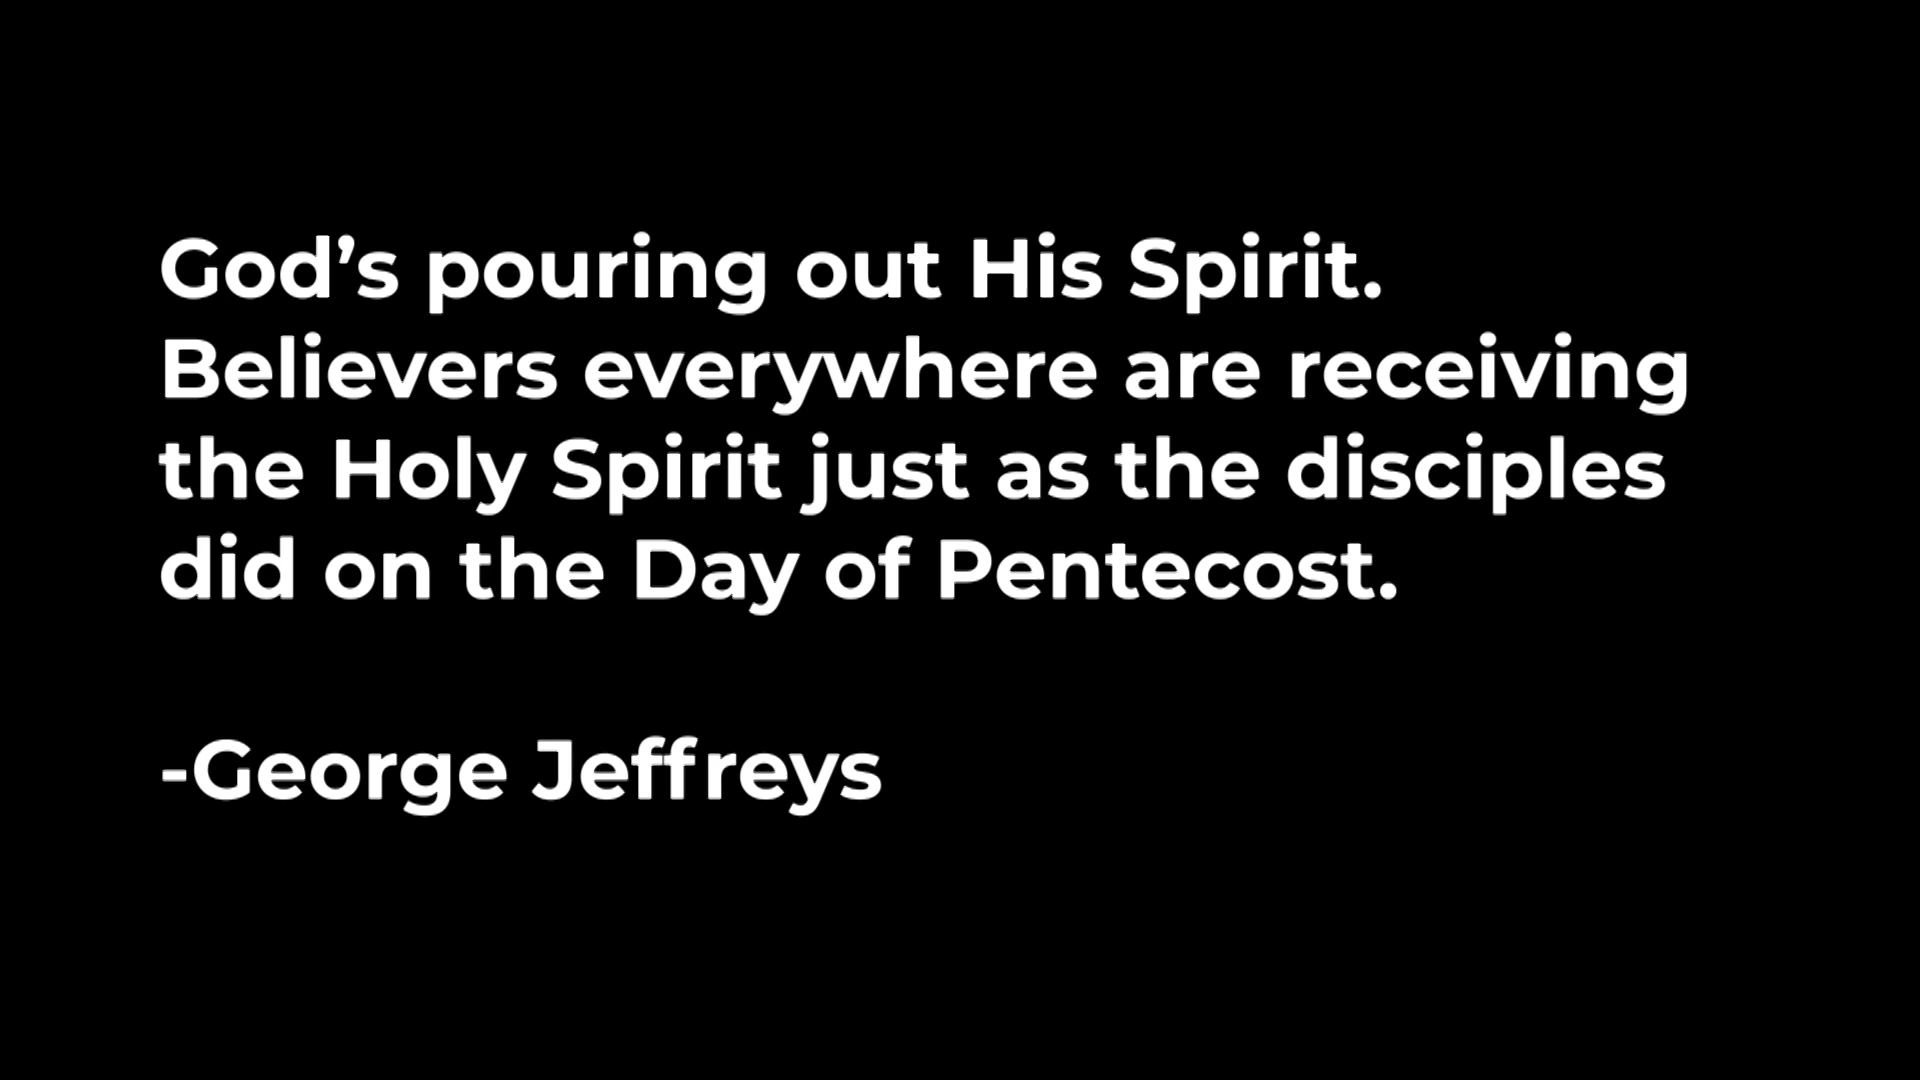 God’s pouring out His Spirit.
Believers everywhere are receiving
the Holy Spirit just as the disciples
did on the Day of Pentecost.
-George Jeffreys